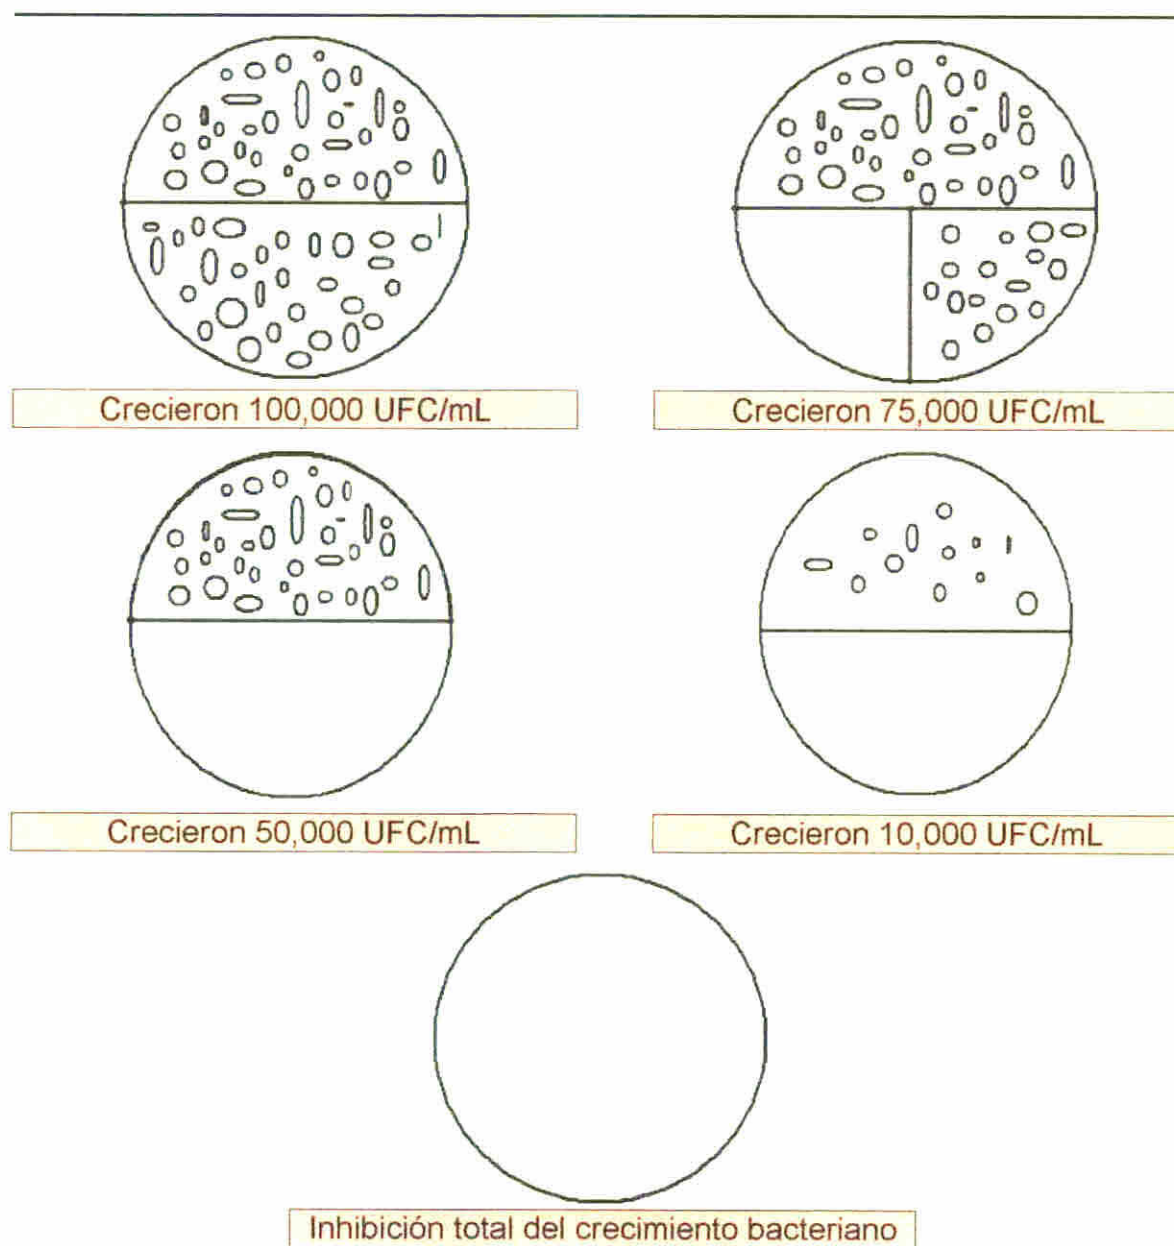 Crecieron 100,000 UFC/mL
Crecieron 75,000 UFC/mL
Crecieron 50,000 UFC/mL
Crecieron 10,000 UFC/mL
Inhibición total del crecimiento bacteriano